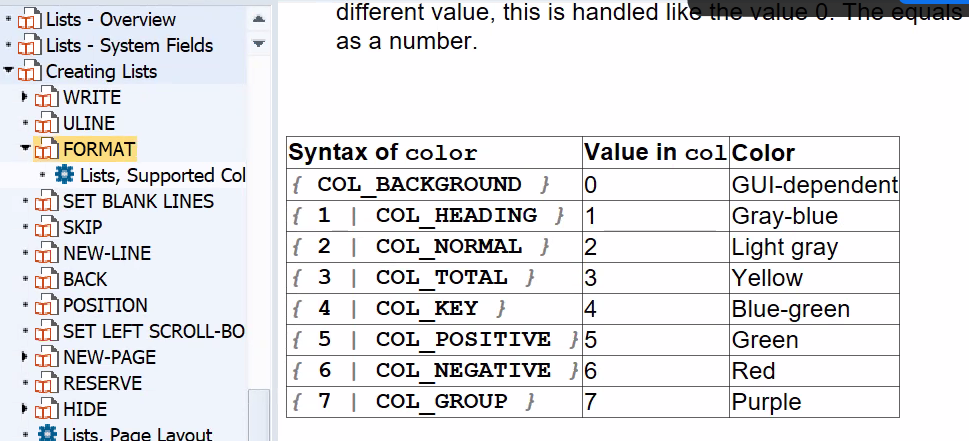 Lists - Overview
Lists - System Fields
Creating Lists
WRITE
ULINE
FORMAT
Lists, Supported Col
SET BLANK LINES
SKIP
NEW-LINE
BACK
POSITION
SET LEFT SCROLL-BO
NEW-PAGE
RESERVE
HIDE
Lists, Page Layout
different value, this is handled like the value 0. The equals
as a number.
Syntax of color Value in col Color
{ COL_BACKGROUND } 0 GUI-dependent
{ 1 | COL_HEADING } 1 Gray-blue
{ 2 | COL_NORMAL } 2 Light gray
{ 3 | COL_TOTAL } 3 Yellow
{ 4 | COL_KEY } 4 Blue-green
{ 5 | COL_POSITIVE } 5 Green
{ 6 | COL_NEGATIVE } 6 Red
{ 7 | COL_GROUP } 7 Purple